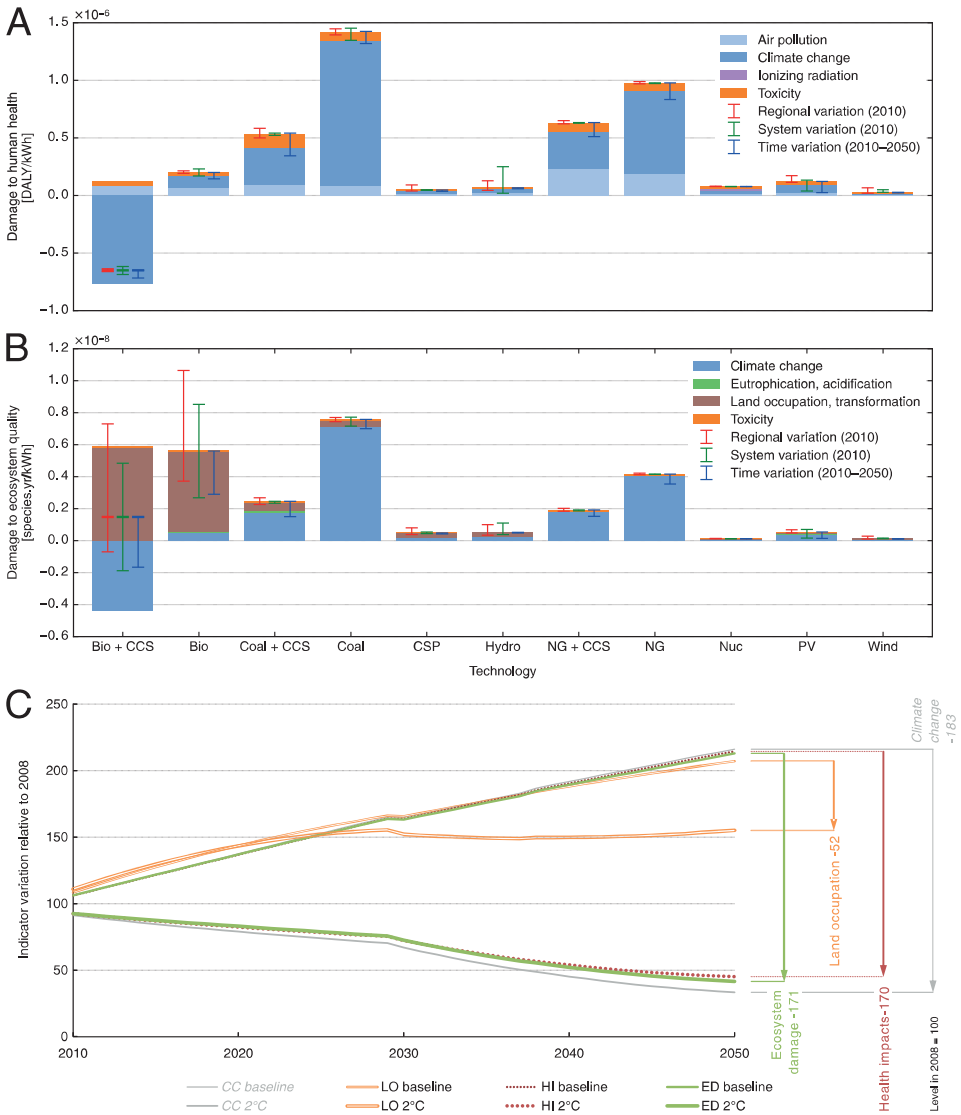 A
×10⁻⁶
1.5
1.0
0.5
0.0
−0.5
−1.0
Damage to human health
[DALY/kWh]
Air pollution
Climate change
Ionizing radiation
Toxicity
Regional variation (2010)
System variation (2010)
Time variation (2010–2050)
B
×10⁻⁸
1.2
1.0
0.8
0.6
0.4
0.2
0.0
−0.2
−0.4
−0.6
Damage to ecosystem quality
[species.yr/kWh]
Climate change
Eutrophication, acidification
Land occupation, transformation
Toxicity
Regional variation (2010)
System variation (2010)
Time variation (2010–2050)
Bio + CCS Bio Coal + CCS Coal CSP Hydro NG + CCS NG Nuc PV Wind
Technology
C
250
200
150
100
50
0
Indicator variation relative to 2008
2010 2020 2030 2040 2050
Climate
change
-183
Land occupation -52
Ecosystem
damage -171
Health impacts-170
Level in 2008 = 100
CC baseline LO baseline HI baseline ED baseline
CC 2°C LO 2°C HI 2°C ED 2°C